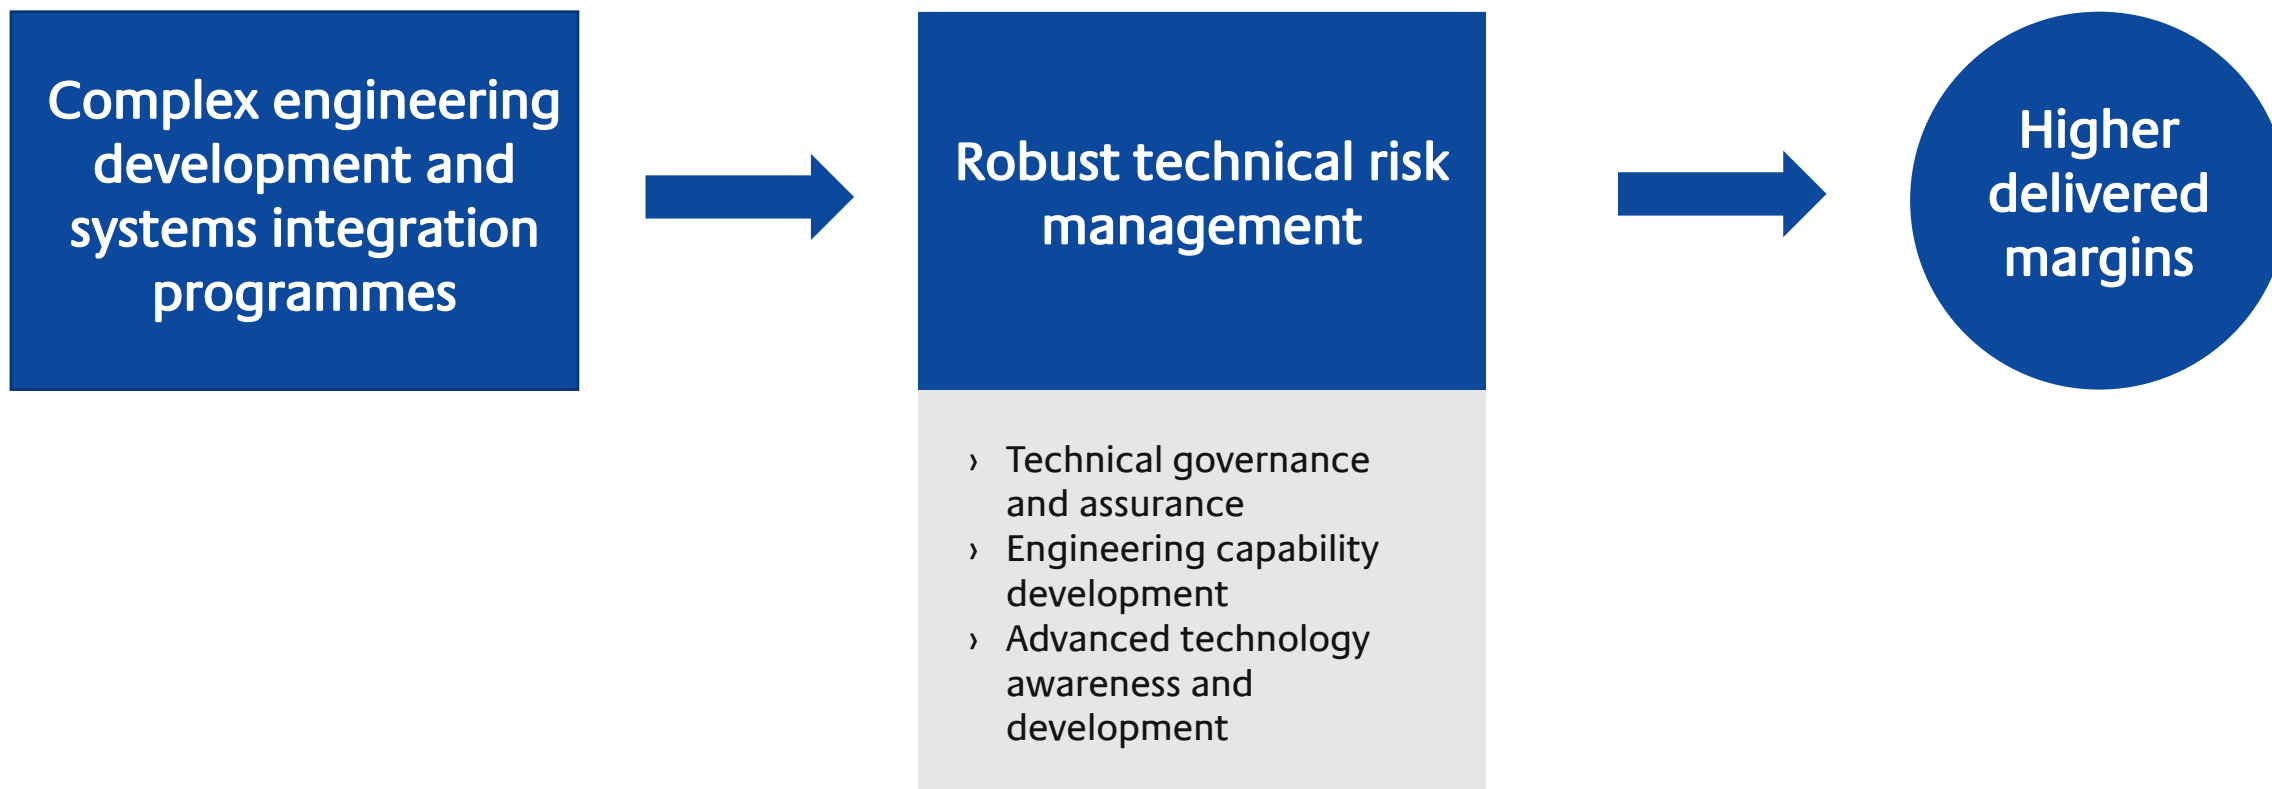 Complex engineering
development and
systems integration
programmes
Robust technical risk
management
› Technical governance
and assurance
› Engineering capability
development
› Advanced technology
awareness and
development
Higher
delivered
margins